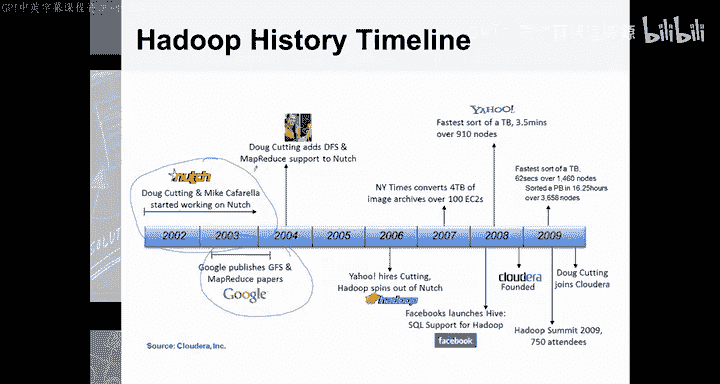 Hadoop History Timeline
bilibili
YAHOO!
Fastest sort of a TB, 3.5mins
over 910 nodes
Doug Cutting adds DFS &
MapReduce support to Nutch
nutch
Doug Cutting & Mike Cafarella
started working on Nutch
NY Times converts 4TB of
image archives over 100 EC2s
Fastest sort of a TB,
62secs over 1,460 nodes
Sorted a PB in 16.25hours
over 3,658 nodes
2002 2003 2004 2005 2006 2007 2008 2009
Google publishes GFS &
MapReduce papers
Google
Yahoo! hires Cutting,
Hadoop spins out of Nutch
hadoop
cloudera
Founded
Doug Cutting
joins Cloudera
Facebooks launches Hive:
SQL Support for Hadoop
facebook
Hadoop Summit 2009,
750 attendees
Source: Cloudera, Inc.